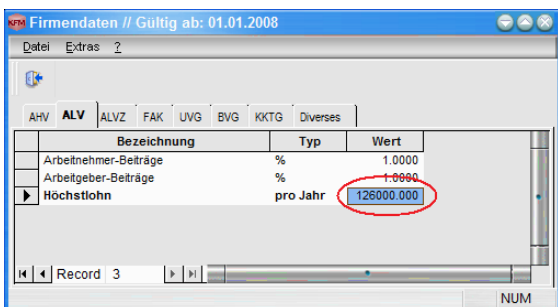 KFM Firmendaten // Gültig ab: 01.01.2008
Datei Extras ?
AHV ALV ALVZ FAK UVG BVG KKTG Diverses
Bezeichnung Typ Wert
Arbeitnehmer-Beiträge % 1.0000
Arbeitgeber-Beiträge % 1.0000
Höchstlohn pro Jahr 126000.000
Record 3
NUM